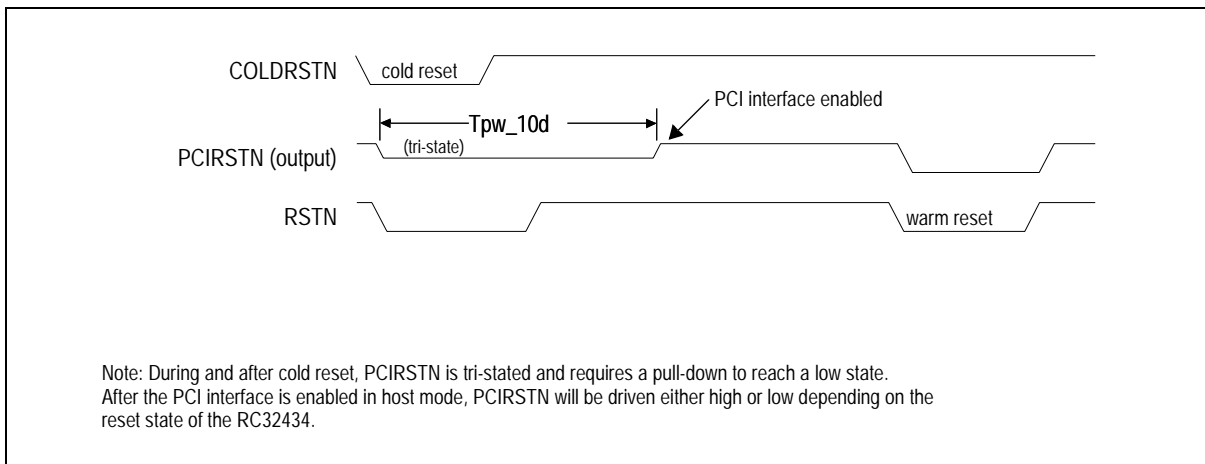 COLDRSTN
cold reset
PCI interface enabled
Tpw_10d
PCIRSTN (output)
(tri-state)
RSTN
warm reset
Note: During and after cold reset, PCIRSTN is tri-stated and requires a pull-down to reach a low state.
After the PCI interface is enabled in host mode, PCIRSTN will be driven either high or low depending on the
reset state of the RC32434.